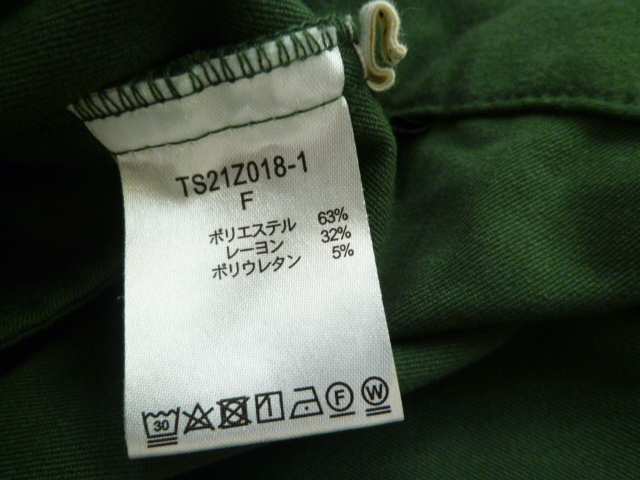 TS21Z018-1
F
ポリエステル 63%
レーヨン 32%
ポリウレタン 5%
30 F W